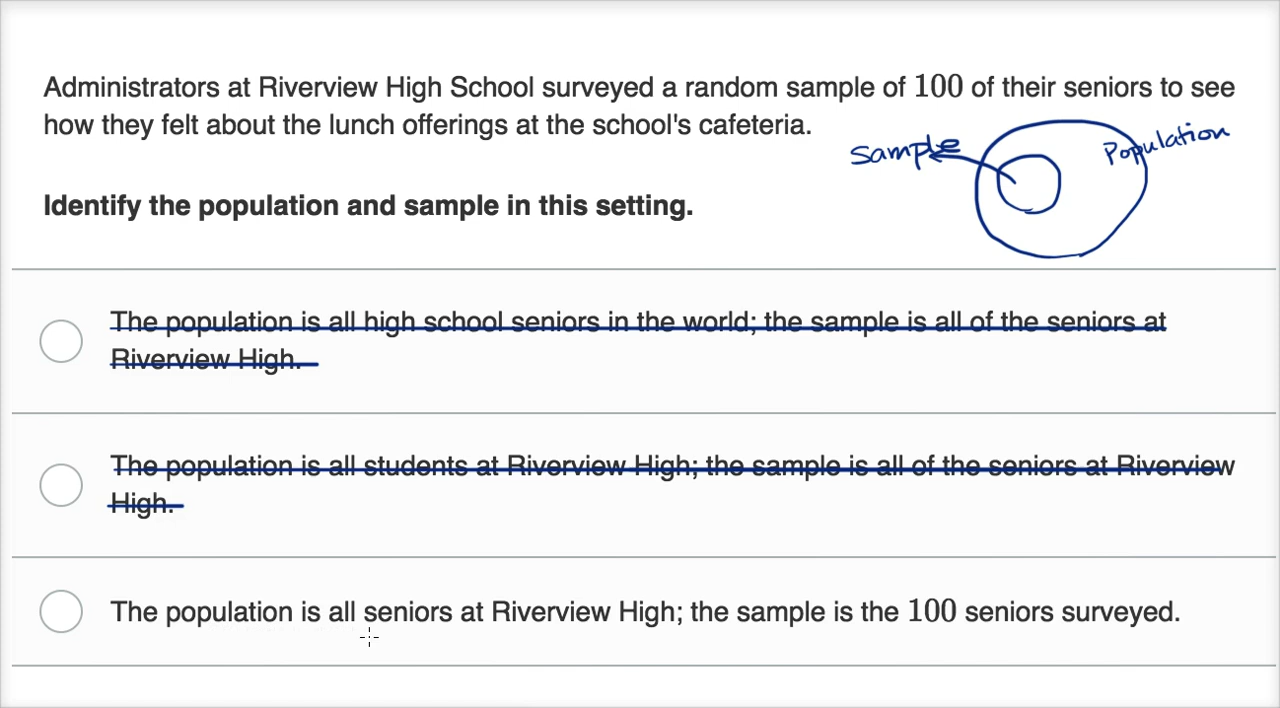 Administrators at Riverview High School surveyed a random sample of 100 of their seniors to see
how they felt about the lunch offerings at the school's cafeteria.
Sample
Population
Identify the population and sample in this setting.
The population is all high school seniors in the world; the sample is all of the seniors at
Riverview High.
The population is all students at Riverview High; the sample is all of the seniors at Riverview
High.
The population is all seniors at Riverview High; the sample is the 100 seniors surveyed.